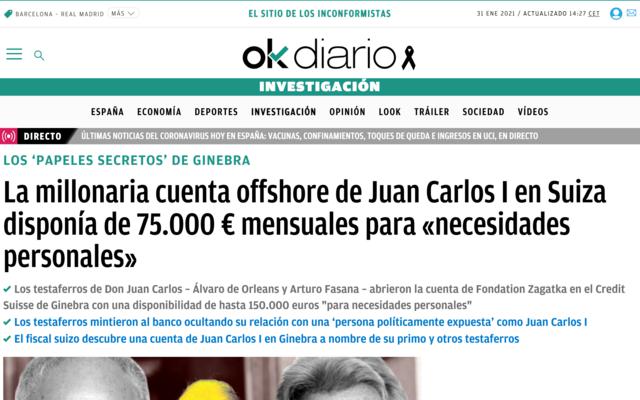 BARCELONA - REAL MADRID MÁS
EL SITIO DE LOS INCONFORMISTAS
31 ENE 2021 / ACTUALIZADO 14:27 CET
okdiario
INVESTIGACIÓN
ESPAÑA ECONOMÍA DEPORTES INVESTIGACIÓN OPINIÓN LOOK TRÁILER SOCIEDAD VÍDEOS
DIRECTO ÚLTIMAS NOTICIAS DEL CORONAVIRUS HOY EN ESPAÑA: VACUNAS, CONFINAMIENTOS, TOQUES DE QUEDA E INGRESOS EN UCI, EN DIRECTO
LOS ‘PAPELES SECRETOS’ DE GINEBRA
La millonaria cuenta offshore de Juan Carlos I en Suiza
disponía de 75.000 € mensuales para «necesidades
personales»
Los testaferros de Don Juan Carlos – Álvaro de Orleans y Arturo Fasana – abrieron la cuenta de Fondation Zagatka en el Credit
Suisse de Ginebra con una disponibilidad de hasta 150.000 euros "para necesidades personales"
Los testaferros mintieron al banco ocultando su relación con una ‘persona políticamente expuesta’ como Juan Carlos I
El fiscal suizo descubre una cuenta de Juan Carlos I en Ginebra a nombre de su primo y otros testaferros